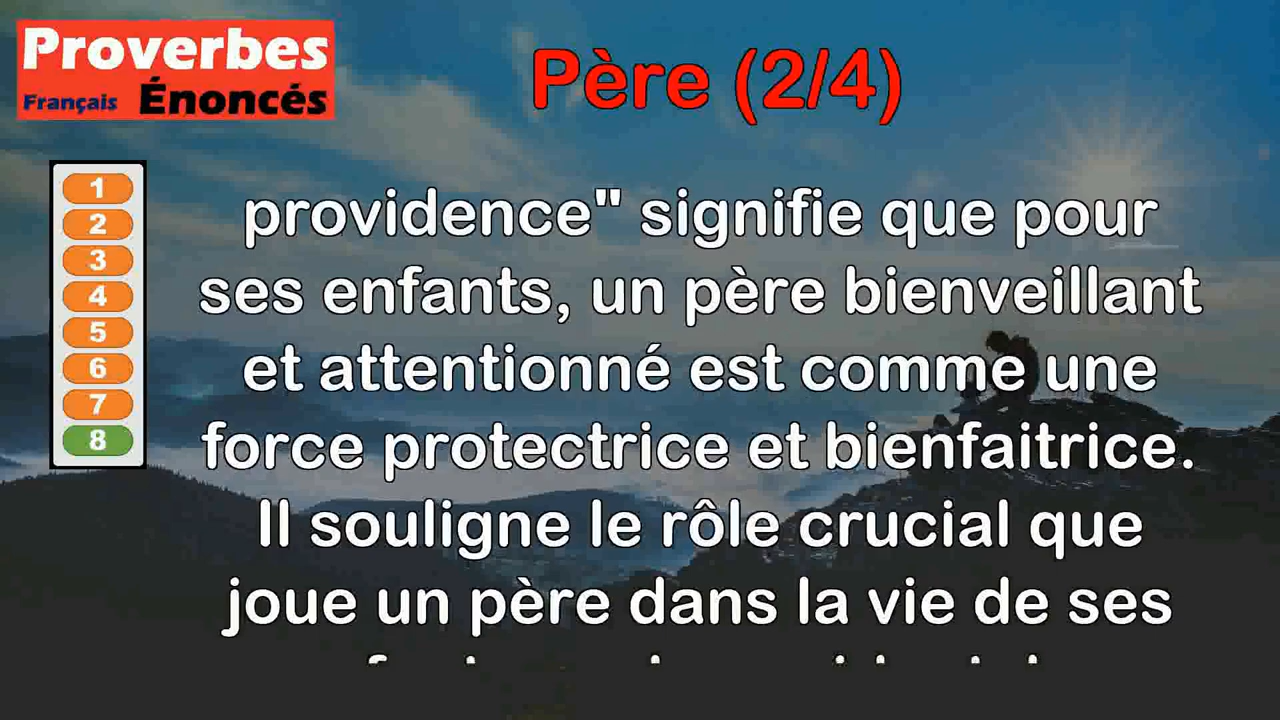 Proverbes
Français Énoncés
Père (2/4)
1
2
3
4
5
6
7
8
providence" signifie que pour
ses enfants, un père bienveillant
et attentionné est comme une
force protectrice et bienfaitrice.
Il souligne le rôle crucial que
joue un père dans la vie de ses